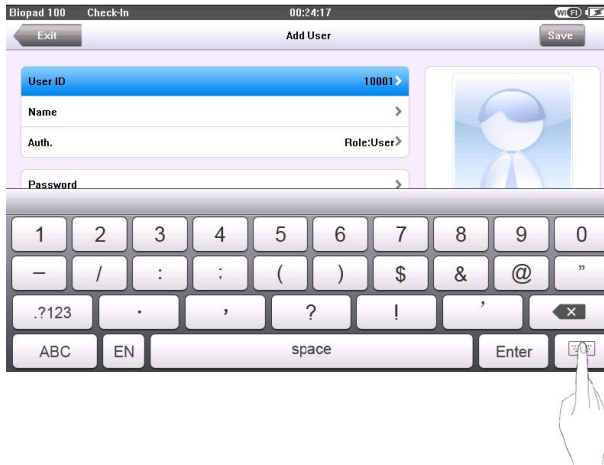 Biopad 100 Check-In 00:24:17 WIFI
Exit Add User Save
User ID 10001
Name
Auth. Role:User
Password
1 2 3 4 5 6 7 8 9 0
– / : ; ( ) $ & @ ”
.?123 . , ? ! ’
ABC EN space Enter